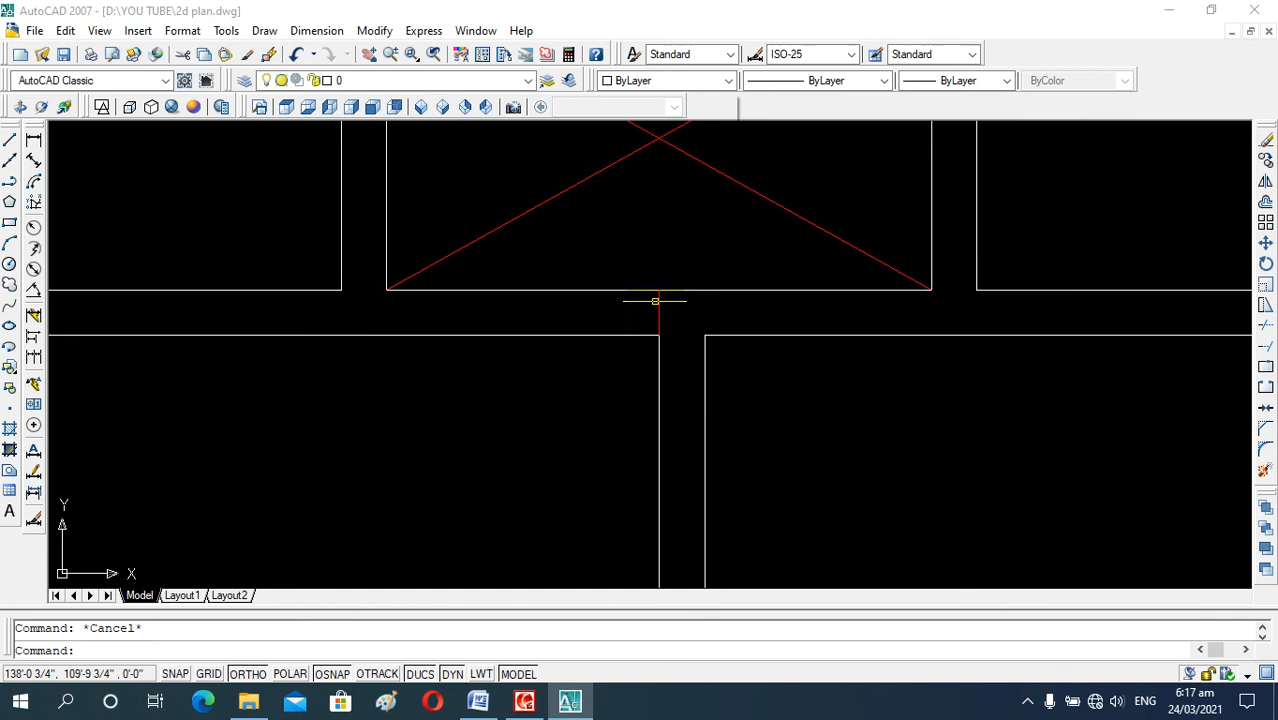 AutoCAD 2007 - [D:\YOU TUBE\2d plan.dwg]
File Edit View Insert Format Tools Draw Dimension Modify Express Window Help
Standard ISO-25 Standard
AutoCAD Classic 0 ByLayer ByLayer ByLayer ByColor
A
Y
X
Model Layout1 Layout2
Command: *Cancel*
Command:
138'-0 3/4", 109'-9 3/4", 0'-0" SNAP GRID ORTHO POLAR OSNAP OTRACK DUCS DYN LWT MODEL
ENG
6:17 am
24/03/2021